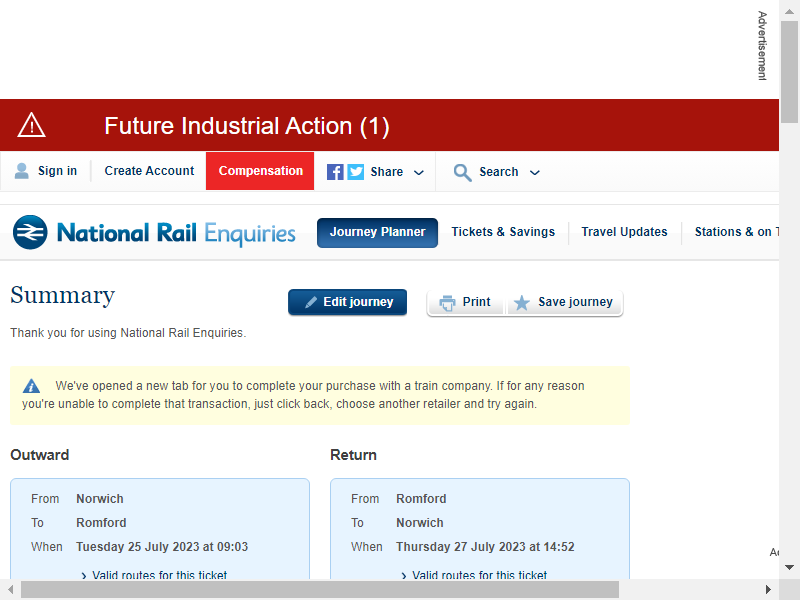 Advertisement
Future Industrial Action (1)
Sign in Create Account Compensation Share Search
National Rail Enquiries Journey Planner Tickets & Savings Travel Updates Stations & on
Summary Edit journey Print Save journey
Thank you for using National Rail Enquiries.
We've opened a new tab for you to complete your purchase with a train company. If for any reason
you're unable to complete that transaction, just click back, choose another retailer and try again.
Outward Return
From Norwich From Romford
To Romford To Norwich
When Tuesday 25 July 2023 at 09:03 When Thursday 27 July 2023 at 14:52
Valid routes for this ticket Valid routes for this ticket